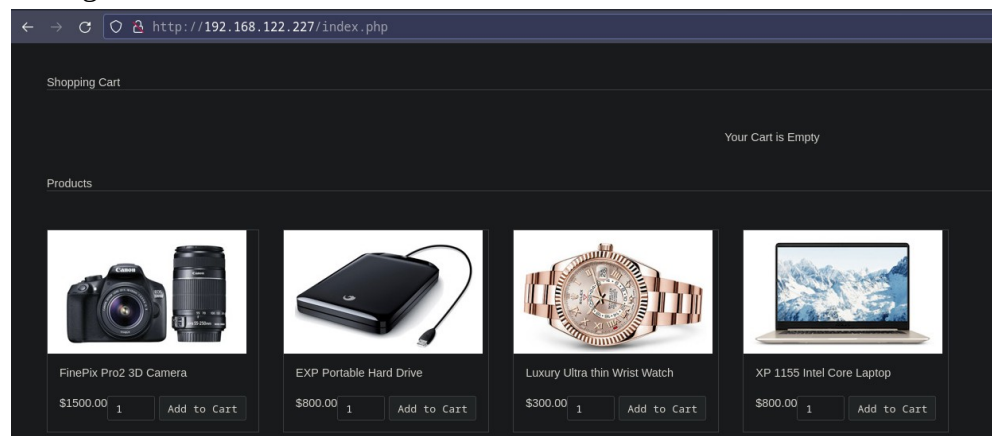 http://192.168.122.227/index.php
Shopping Cart
Your Cart is Empty
Products
Canon
FinePix Pro2 3D Camera
EXP Portable Hard Drive
Luxury Ultra thin Wrist Watch
XP 1155 Intel Core Laptop
$1500.00 1 Add to Cart
$800.00 1 Add to Cart
$300.00 1 Add to Cart
$800.00 1 Add to Cart